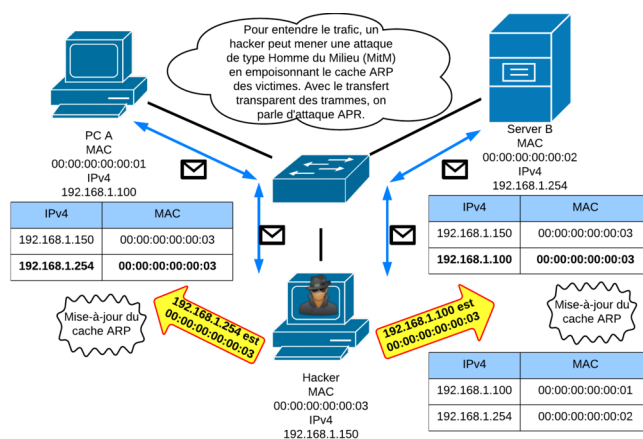 Pour entendre le trafic, un
hacker peut mener une attaque
de type Homme du Milieu (MitM)
en empoisonnant le cache ARP
des victimes. Avec le transfert
transparent des trammes, on
parle d'attaque APR.
PC A
MAC
00:00:00:00:00:01
IPv4
192.168.1.100
Server B
MAC
00:00:00:00:00:02
IPv4
192.168.1.254
IPv4 MAC
192.168.1.150 00:00:00:00:00:03
192.168.1.254 00:00:00:00:00:03
IPv4 MAC
192.168.1.150 00:00:00:00:00:03
192.168.1.100 00:00:00:00:00:03
Mise-à-jour du
cache ARP
192.168.1.254 est
00:00:00:00:00:03
192.168.1.100 est
00:00:00:00:00:03
Mise-à-jour du
cache ARP
Hacker
MAC
00:00:00:00:00:03
IPv4
192.168.1.150
IPv4 MAC
192.168.1.100 00:00:00:00:00:01
192.168.1.254 00:00:00:00:00:02